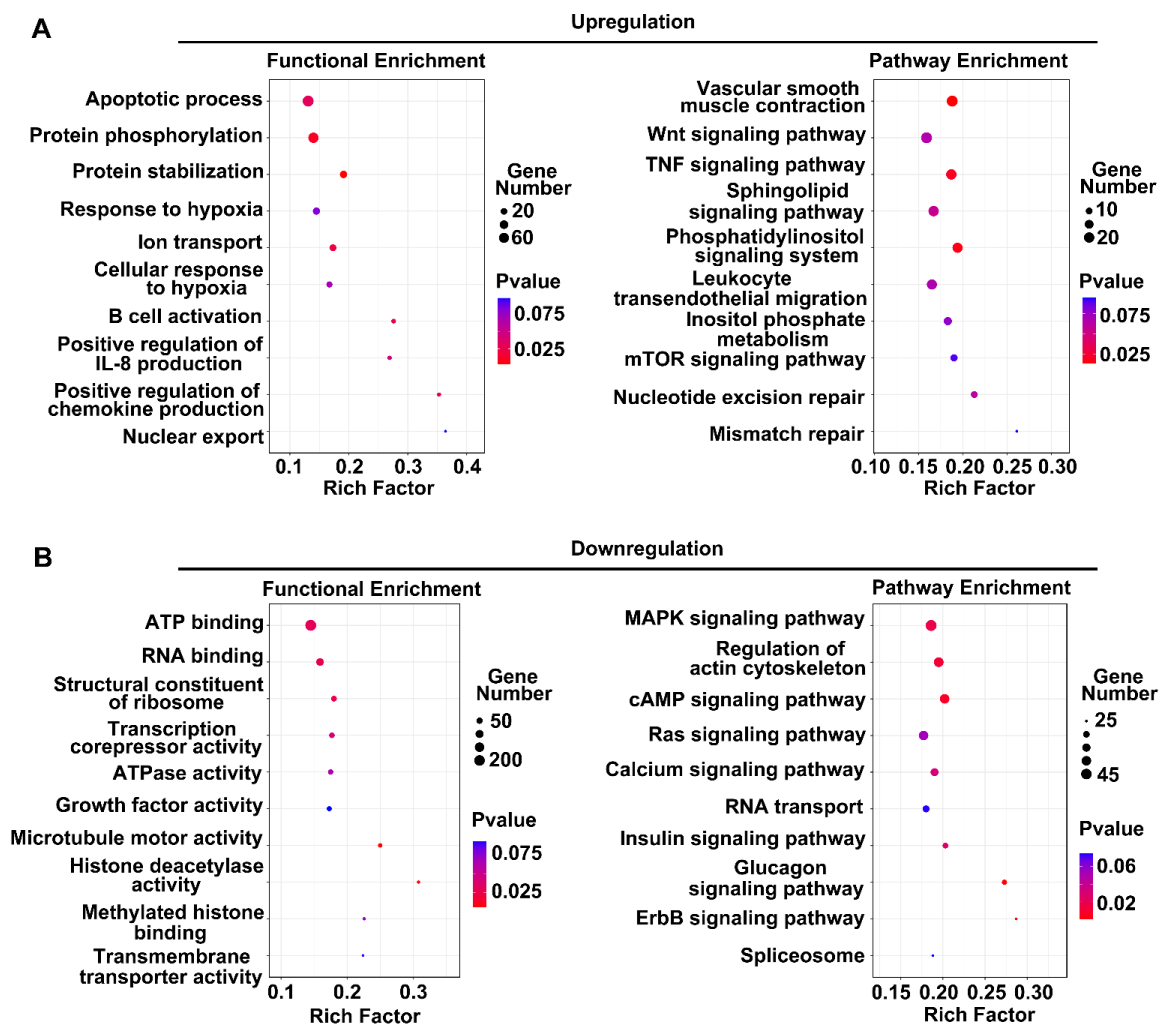 A
Upregulation
Functional Enrichment
Apoptotic process
Protein phosphorylation
Protein stabilization
Response to hypoxia
Ion transport
Cellular response
to hypoxia
B cell activation
Positive regulation of
IL-8 production
Positive regulation of
chemokine production
Nuclear export
0.1 0.2 0.3 0.4
Rich Factor
Gene
Number
20
60
Pvalue
0.075
0.025
Pathway Enrichment
Vascular smooth
muscle contraction
Wnt signaling pathway
TNF signaling pathway
Sphingolipid
signaling pathway
Phosphatidylinositol
signaling system
Leukocyte
transendothelial migration
Inositol phosphate
metabolism
mTOR signaling pathway
Nucleotide excision repair
Mismatch repair
0.10 0.15 0.20 0.25 0.30
Rich Factor
Gene
Number
10
20
Pvalue
0.075
0.025
B
Downregulation
Functional Enrichment
ATP binding
RNA binding
Structural constituent
of ribosome
Transcription
corepressor activity
ATPase activity
Growth factor activity
Microtubule motor activity
Histone deacetylase
activity
Methylated histone
binding
Transmembrane
transporter activity
0.1 0.2 0.3
Rich Factor
Gene
Number
50
200
Pvalue
0.075
0.025
Pathway Enrichment
MAPK signaling pathway
Regulation of
actin cytoskeleton
cAMP signaling pathway
Ras signaling pathway
Calcium signaling pathway
RNA transport
Insulin signaling pathway
Glucagon
signaling pathway
ErbB signaling pathway
Spliceosome
0.15 0.20 0.25 0.30
Rich Factor
Gene
Number
25
45
Pvalue
0.06
0.02